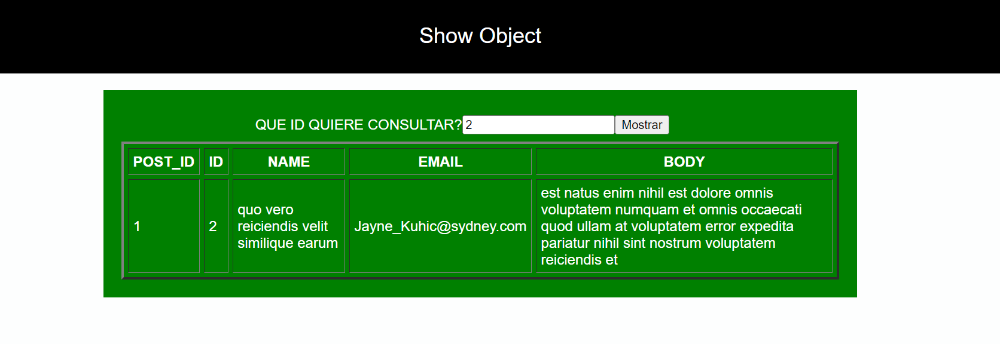 Show Object
QUE ID QUIERE CONSULTAR? 2 Mostrar
POST_ID ID NAME EMAIL BODY
1 2 quo vero reiciendis velit similique earum Jayne_Kuhic@sydney.com est natus enim nihil est dolore omnis
voluptatem numquam et omnis occaecati
quod ullam at voluptatem error expedita
pariatur nihil sint nostrum voluptatem
reiciendis et